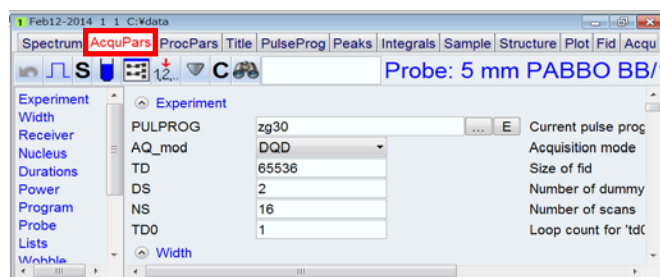 1 Feb12-2014 1 1 C:¥data
Spectrum AcquPars ProcPars Title PulseProg Peaks Integrals Sample Structure Plot Fid Acqu
S 1,2,... C Probe: 5 mm PABBO BB/
Experiment
Width
Receiver
Nucleus
Durations
Power
Program
Probe
Lists
Wobble
Experiment
PULPROG zg30 ... E Current pulse prog
AQ_mod DQD Acquisition mode
TD 65536 Size of fid
DS 2 Number of dummy
NS 16 Number of scans
TD0 1 Loop count for 'td0
Width